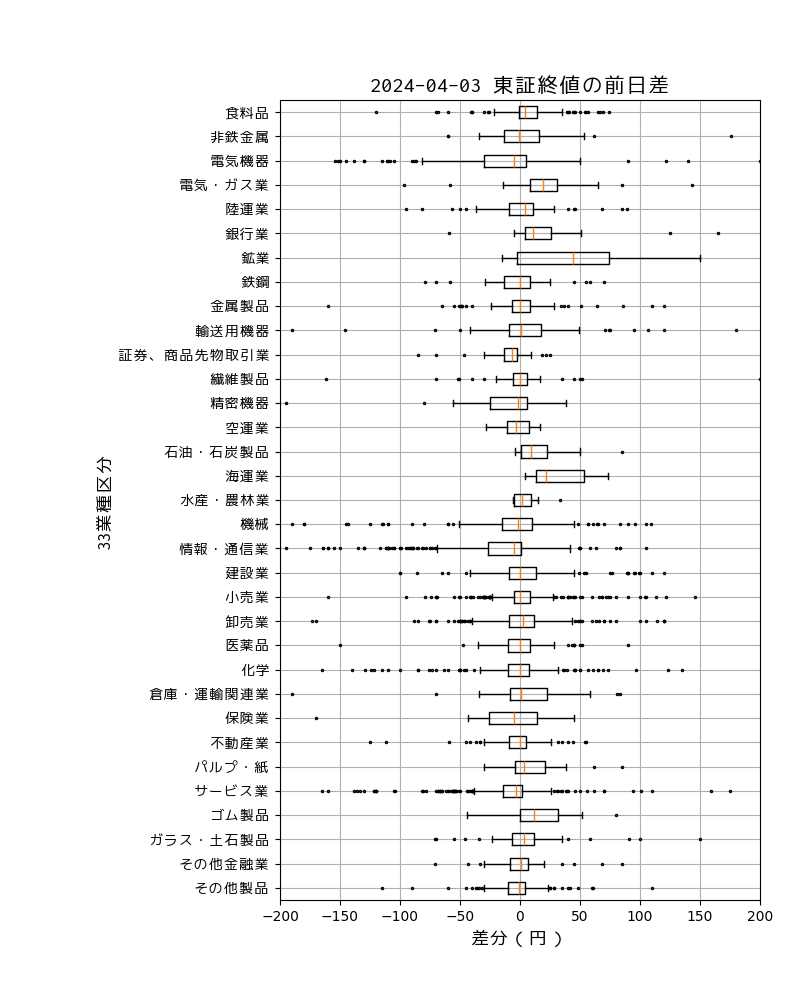 2024-04-03 東証終値の前日差
食料品
非鉄金属
電気機器
電気・ガス業
陸運業
銀行業
鉱業
鉄鋼
金属製品
輸送用機器
証券、商品先物取引業
繊維製品
精密機器
空運業
石油・石炭製品
海運業
水産・農林業
機械
情報・通信業
建設業
小売業
卸売業
医薬品
化学
倉庫・運輸関連業
保険業
不動産業
パルプ・紙
サービス業
ゴム製品
ガラス・土石製品
その他金融業
その他製品
33業種区分
−200 −150 −100 −50 0 50 100 150 200
差分（円）